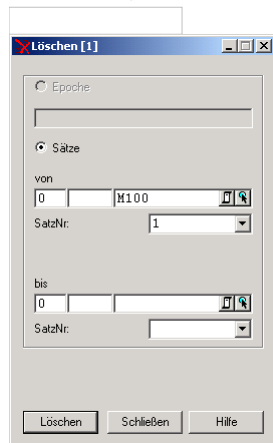 Löschen [1]
Epoche
Sätze
von
0 M100
SatzNr: 1
bis
0
SatzNr:
Löschen Schließen Hilfe